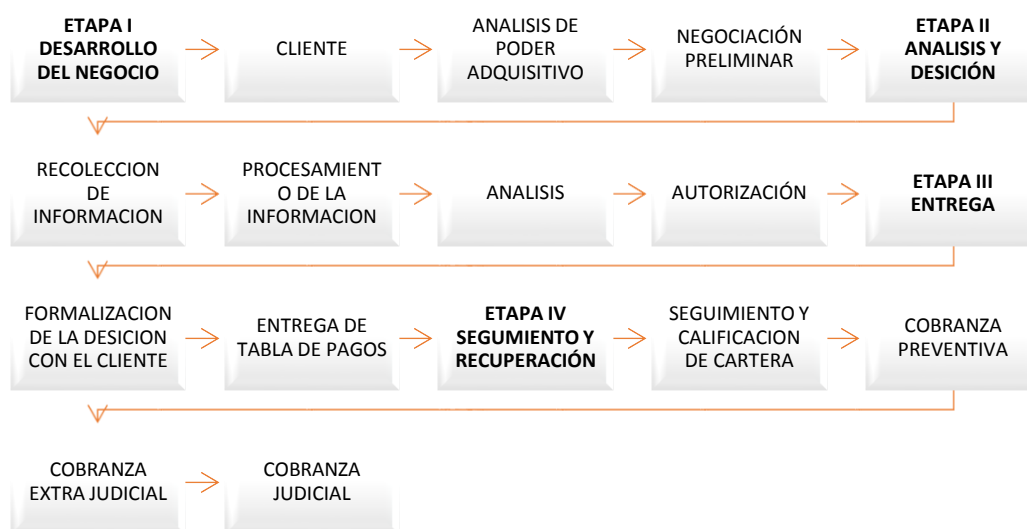 ETAPA I
DESARROLLO
DEL NEGOCIO
CLIENTE
ANALISIS DE
PODER
ADQUISITIVO
NEGOCIACIÓN
PRELIMINAR
ETAPA II
ANALISIS Y
DESICIÓN
RECOLECCION
DE
INFORMACION
PROCESAMIENT
O DE LA
INFORMACION
ANALISIS
AUTORIZACIÓN
ETAPA III
ENTREGA
FORMALIZACION
DE LA DESICION
CON EL CLIENTE
ENTREGA DE
TABLA DE PAGOS
ETAPA IV
SEGUMIENTO Y
RECUPERACIÓN
SEGUIMIENTO Y
CALIFICACION
DE CARTERA
COBRANZA
PREVENTIVA
COBRANZA
EXTRA JUDICIAL
COBRANZA
JUDICIAL